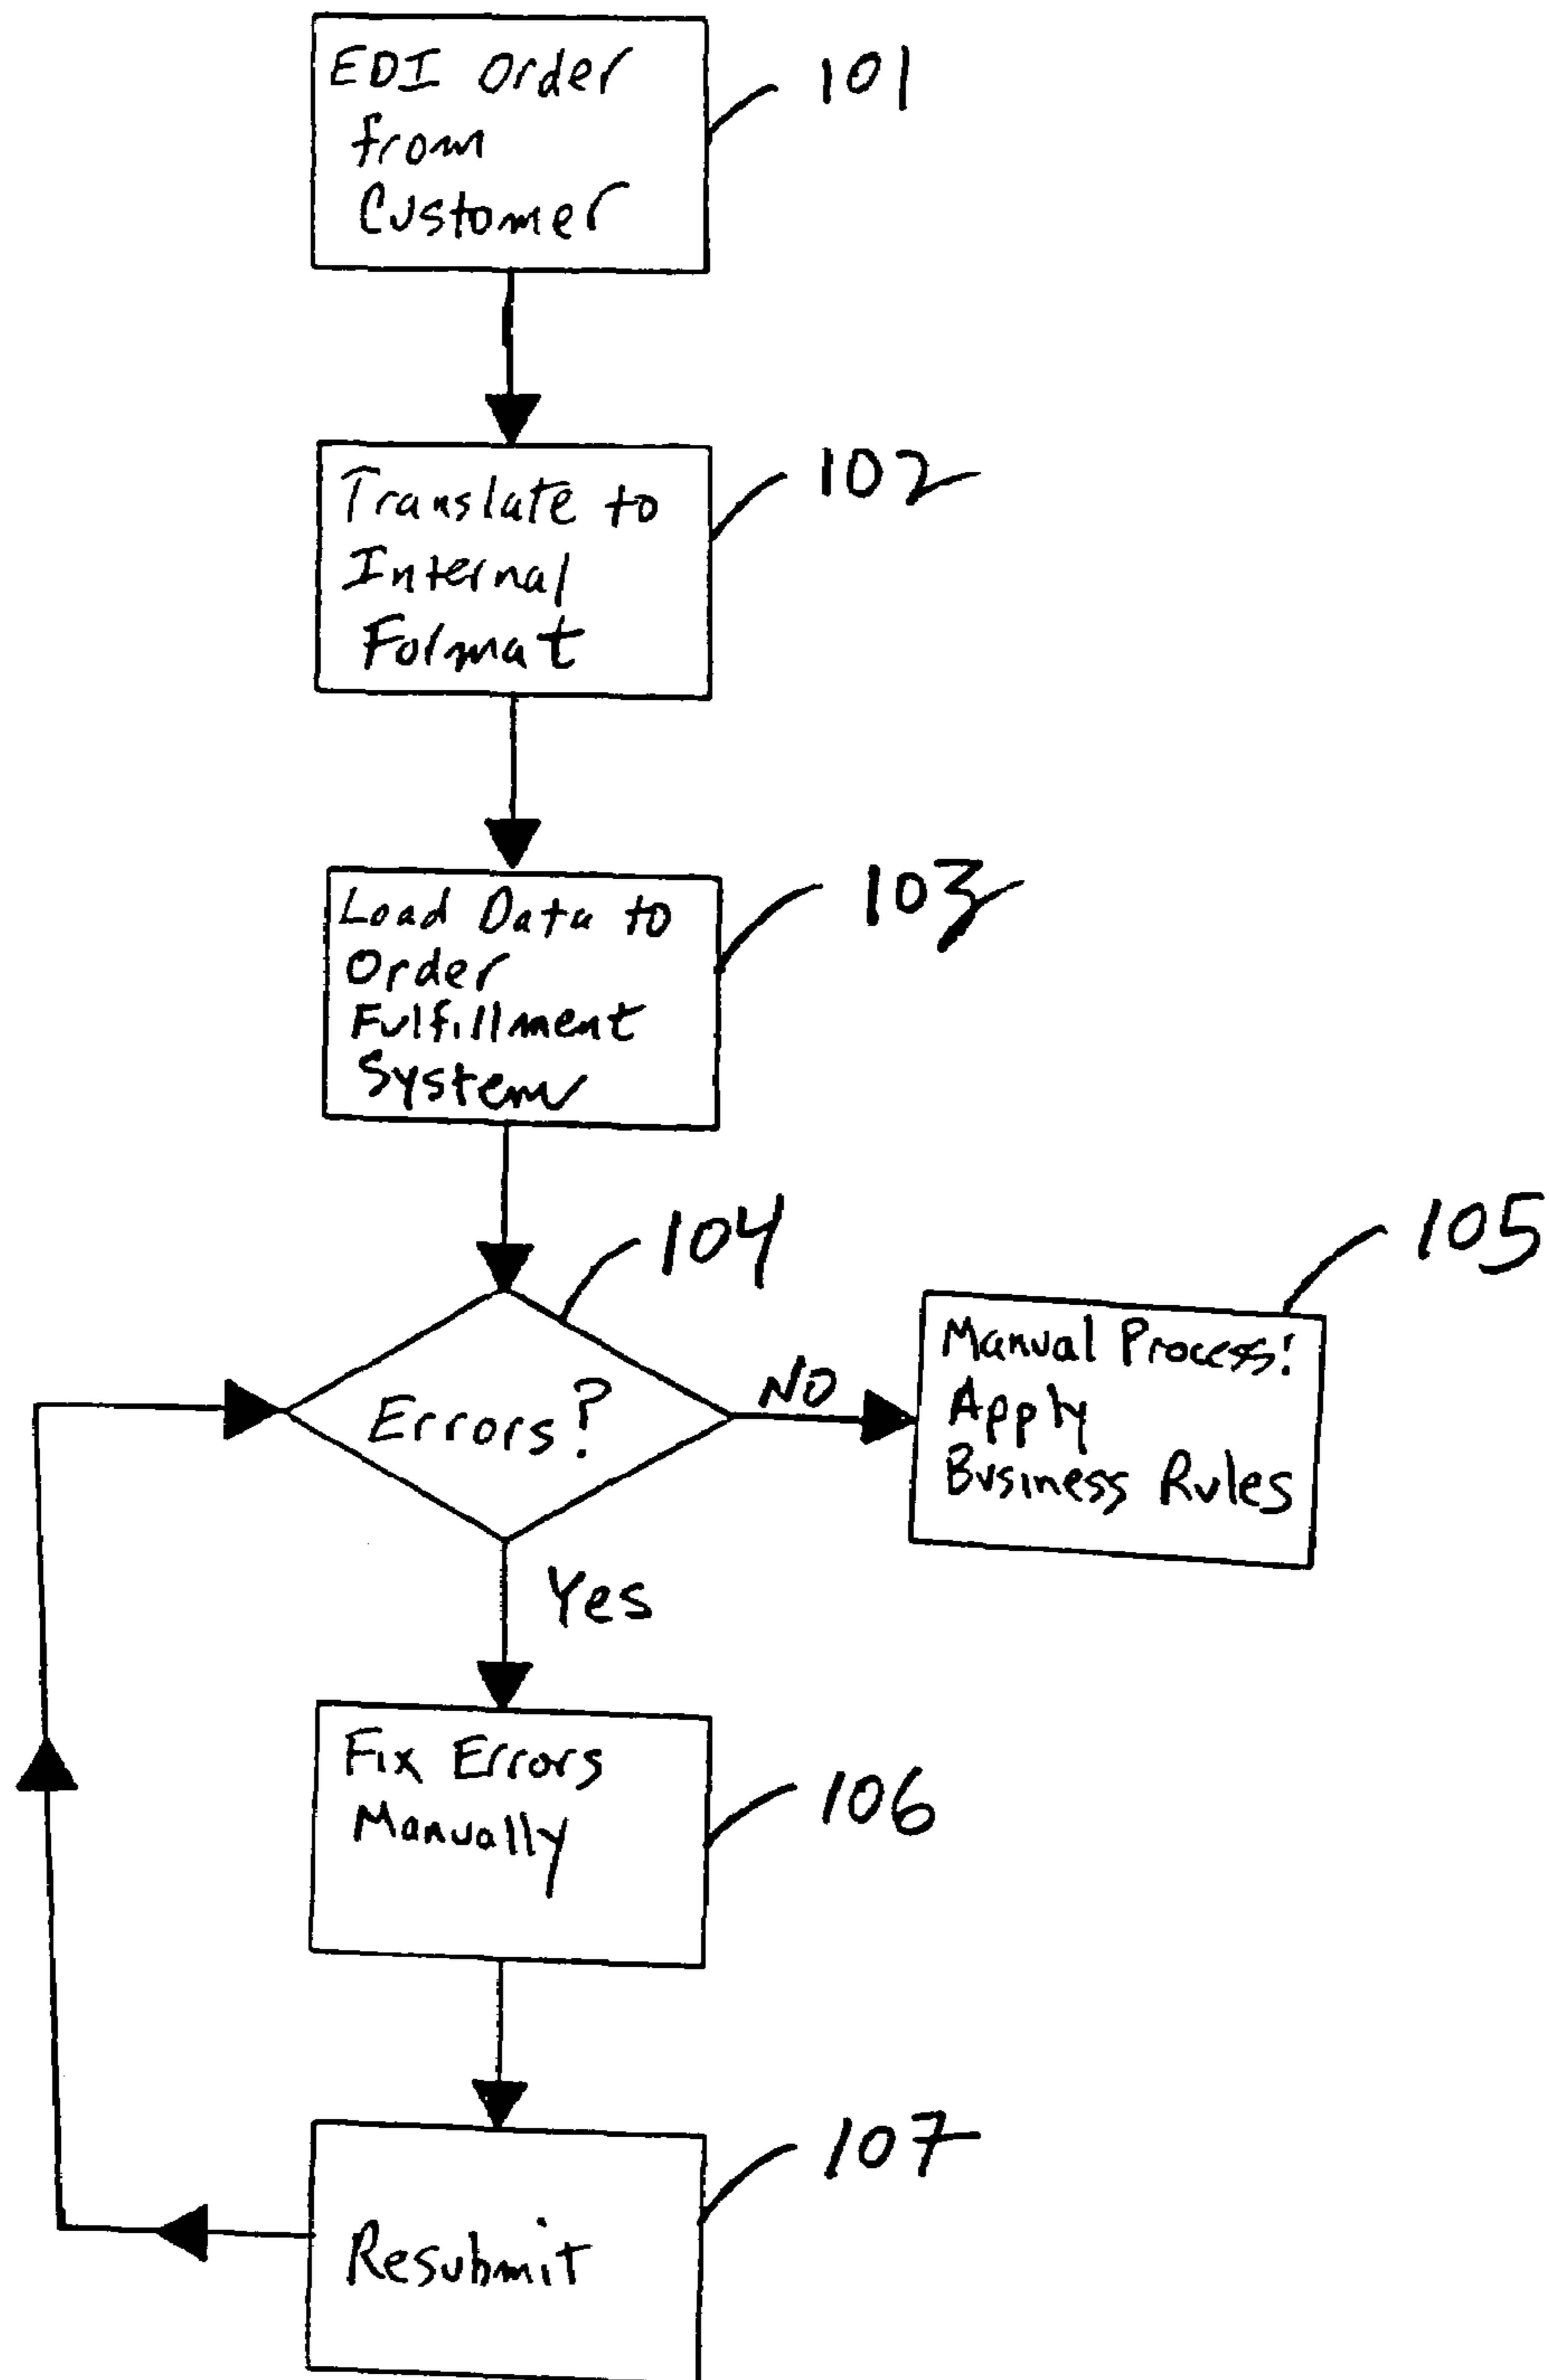 EDI Order
from
Customer
101
Translate to
Internal
Format
102
Load Data to
Order
Fulfillment
System
103
104
Errors?
NO
105
Manual Process:
Apply
Business Rules
Yes
Fix Errors
Manually
106
107
Resubmit